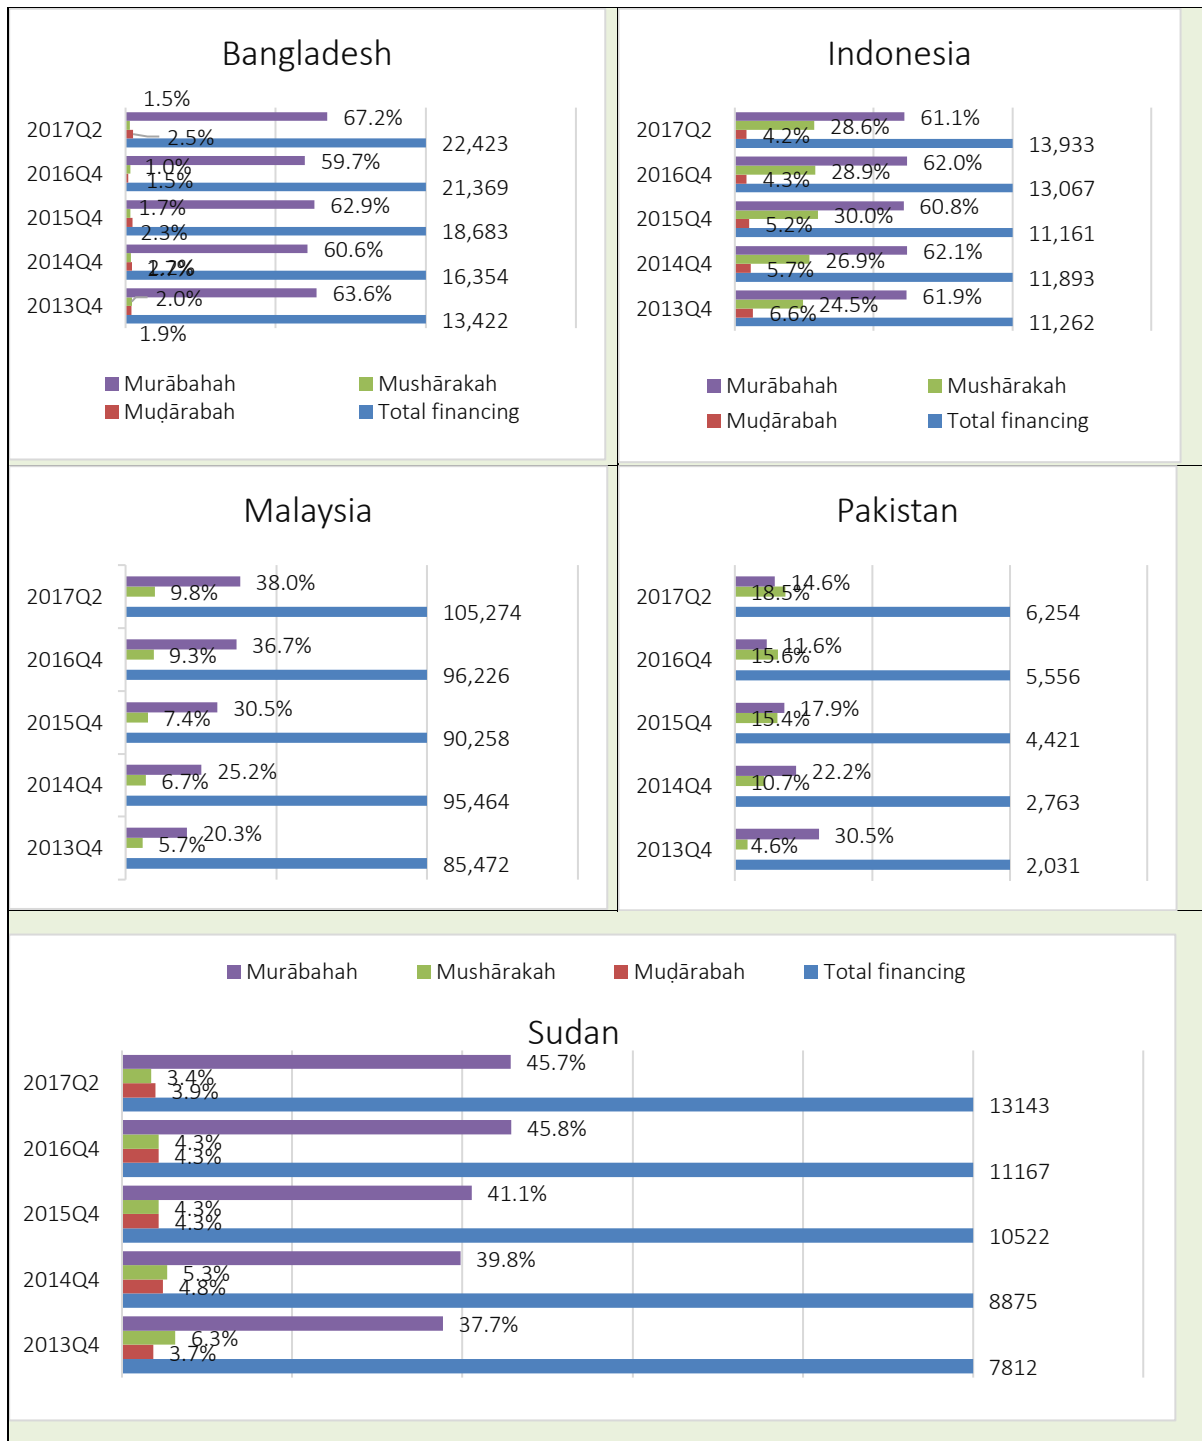 Bangladesh
1.5%
2017Q2 67.2%
2.5% 22,423
2016Q4 1.0% 59.7%
1.5% 21,369
2015Q4 1.7% 62.9%
2.3% 18,683
2014Q4 60.6%
16,354
2013Q4 2.0% 63.6%
1.9% 13,422
Murābahah Mushārakah
Muḍārabah Total financing
Indonesia
2017Q2 28.6% 61.1%
4.2% 13,933
2016Q4 28.9% 62.0%
4.3% 13,067
2015Q4 30.0% 60.8%
5.2% 11,161
2014Q4 26.9% 62.1%
5.7% 11,893
2013Q4 24.5% 61.9%
6.6% 11,262
Murābahah Mushārakah
Muḍārabah Total financing
Malaysia
2017Q2 38.0%
9.8% 105,274
2016Q4 36.7%
9.3% 96,226
2015Q4 30.5%
7.4% 90,258
2014Q4 25.2%
6.7% 95,464
2013Q4 20.3%
5.7% 85,472
Pakistan
2017Q2 14.6%
18.5% 6,254
2016Q4 11.6%
15.6% 5,556
2015Q4 17.9%
15.4% 4,421
2014Q4 22.2%
10.7% 2,763
2013Q4 30.5%
4.6% 2,031
Murābahah Mushārakah Muḍārabah Total financing
Sudan
45.7%
2017Q2 3.4%
3.9% 13143
45.8%
2016Q4 4.3%
4.3% 11167
41.1%
2015Q4 4.3%
4.3% 10522
39.8%
2014Q4 5.3%
4.8% 8875
37.7%
2013Q4 6.3%
3.7% 7812